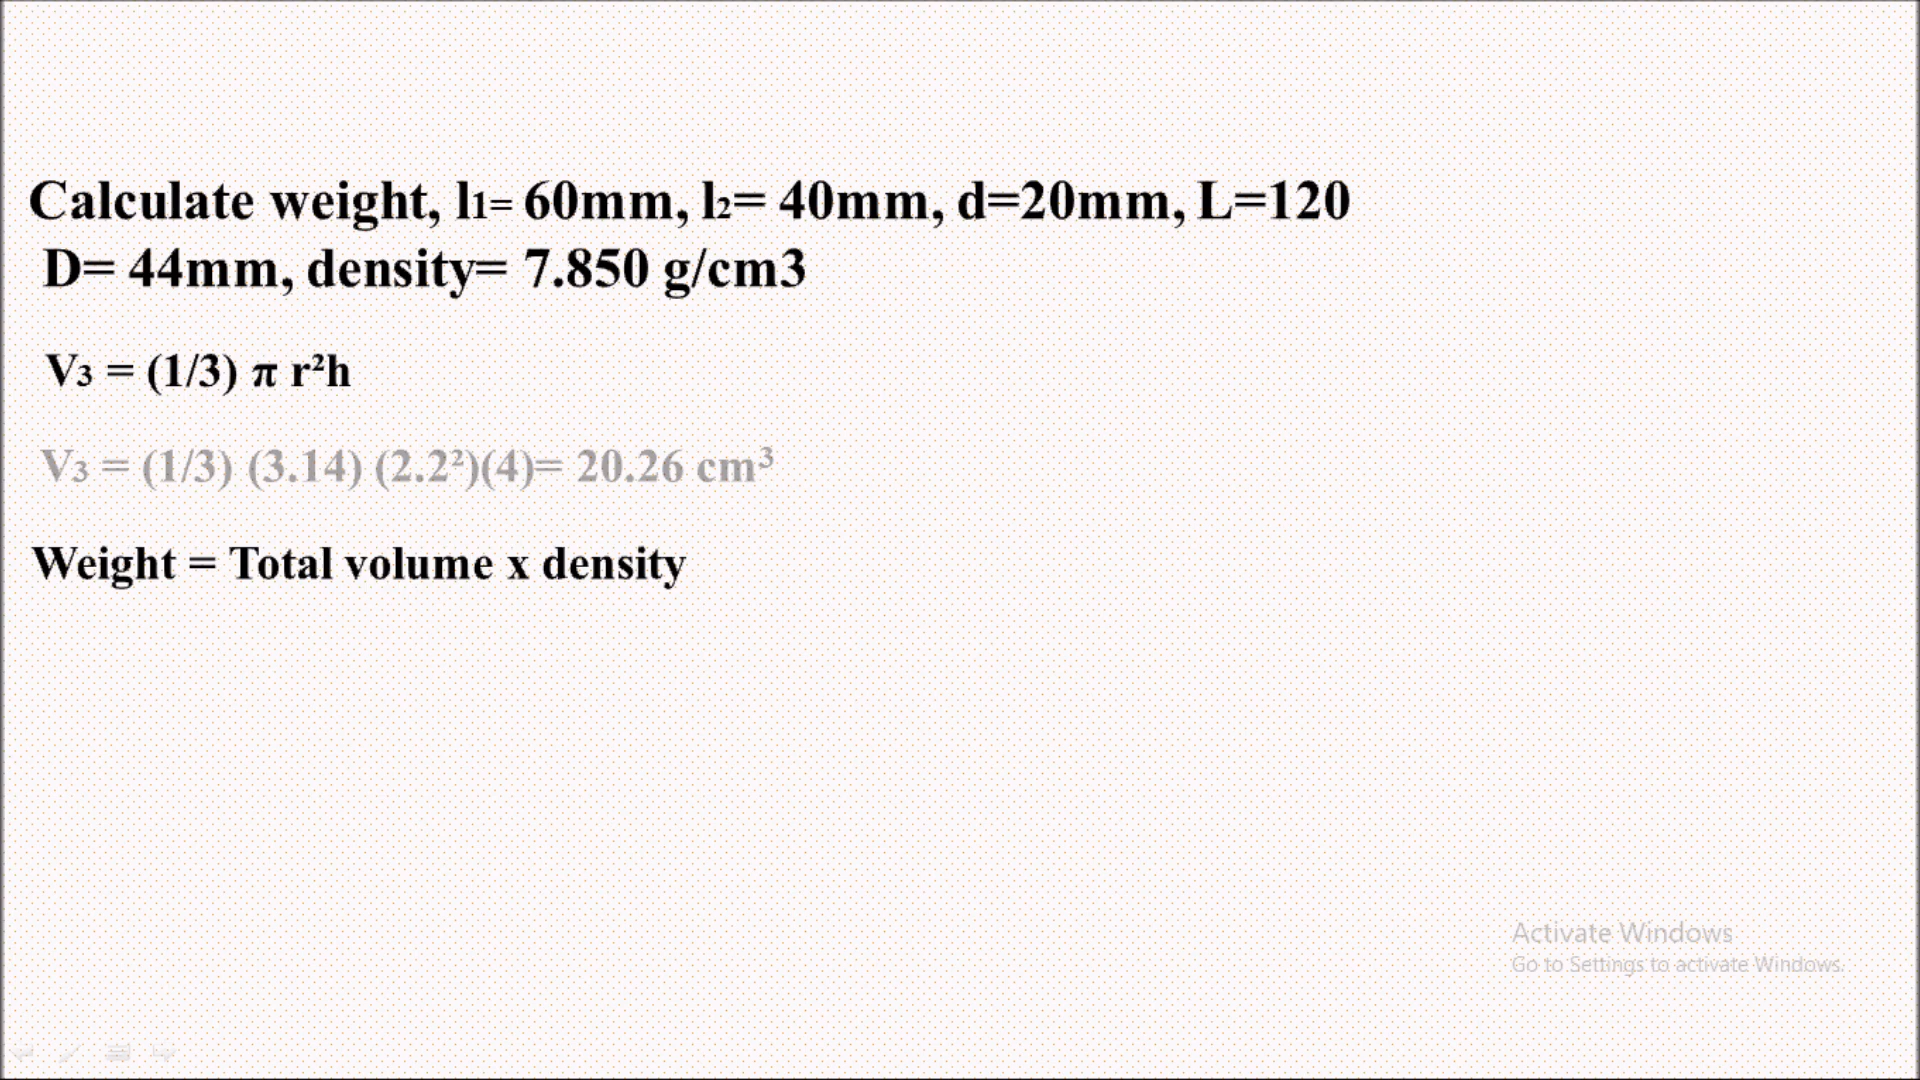 Calculate weight, l1= 60mm, l2= 40mm, d=20mm, L=120
D= 44mm, density= 7.850 g/cm3
V3 = (1/3) π r²h
V3 = (1/3) (3.14) (2.2²)(4)= 20.26 cm³
Weight = Total volume x density
Activate Windows
Go to Settings to activate Windows.